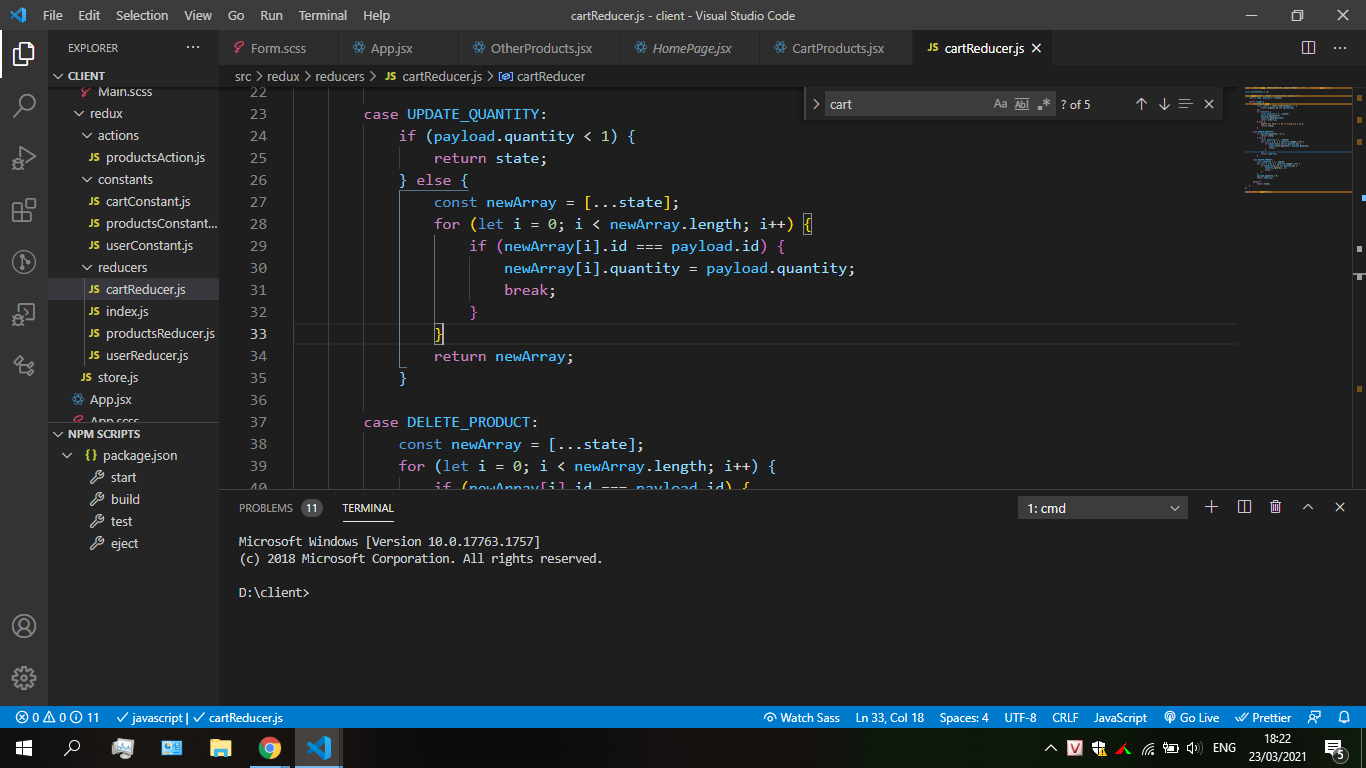 File Edit Selection View Go Run Terminal Help
cartReducer.js - client - Visual Studio Code
EXPLORER
Form.scss App.jsx OtherProducts.jsx HomePage.jsx CartProducts.jsx JS cartReducer.js
CLIENT
src > redux > reducers > JS cartReducer.js > cartReducer
Main.scss
redux
actions
JS productsAction.js
constants
JS cartConstant.js
JS productsConstant...
JS userConstant.js
reducers
JS cartReducer.js
JS index.js
JS productsReducer.js
JS userReducer.js
JS store.js
App.jsx
App.scss
NPM SCRIPTS
{} package.json
start
build
test
eject
cart Aa Abl .* ? of 5
22
23 case UPDATE_QUANTITY:
24 if (payload.quantity < 1) {
25 return state;
26 } else {
27 const newArray = [...state];
28 for (let i = 0; i < newArray.length; i++) {
29 if (newArray[i].id === payload.id) {
30 newArray[i].quantity = payload.quantity;
31 break;
32 }
33 }
34 return newArray;
35 }
36
37 case DELETE_PRODUCT:
38 const newArray = [...state];
39 for (let i = 0; i < newArray.length; i++) {
40 if (newArray[i].id === payload.id) {
PROBLEMS 11 TERMINAL
1: cmd
Microsoft Windows [Version 10.0.17763.1757]
(c) 2018 Microsoft Corporation. All rights reserved.
D:\client>
0 0 11 javascript | cartReducer.js
Watch Sass Ln 33, Col 18 Spaces: 4 UTF-8 CRLF JavaScript Go Live Prettier
V ENG 18:22
23/03/2021 5